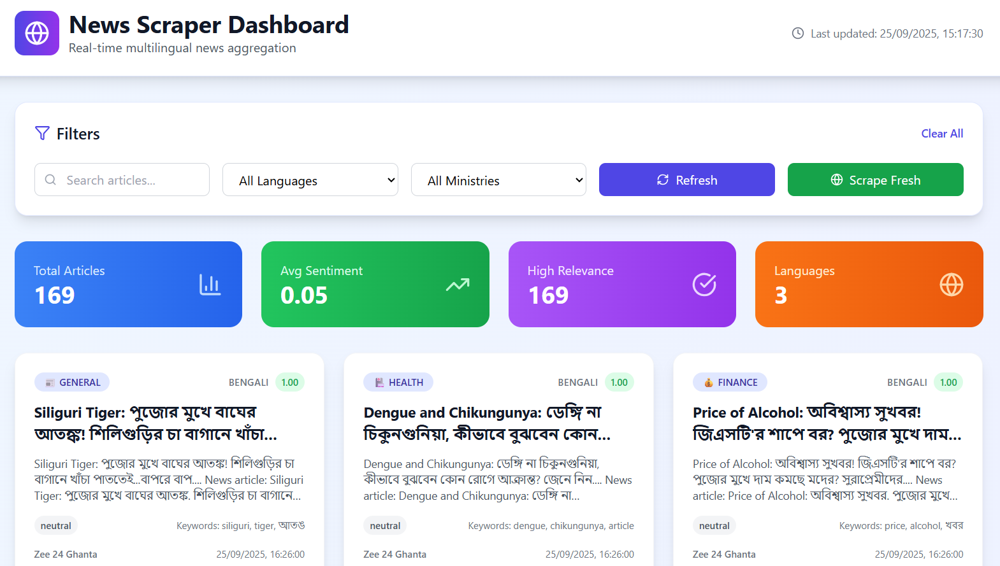 News Scraper Dashboard
Real-time multilingual news aggregation
Last updated: 25/09/2025, 15:17:30
Filters
Clear All
Search articles...
All Languages
All Ministries
Refresh
Scrape Fresh
Total Articles
169
Avg Sentiment
0.05
High Relevance
169
Languages
3
GENERAL
BENGALI 1.00
Siliguri Tiger: পুজোর মুখে বাঘের
আতঙ্ক! শিলিগুড়ির চা বাগানে খাঁচা...
Siliguri Tiger: পুজোর মুখে বাঘের আতঙ্ক! শিলিগুড়ির চা
বাগানে খাঁচা পাততেই...বাপরে বাপ.... News article: Siliguri
Tiger: পুজোর মুখে বাঘের আতঙ্ক. শিলিগুড়ির চা বাগানে...
neutral
Keywords: siliguri, tiger, আতঙ
Zee 24 Ghanta
25/09/2025, 16:26:00
HEALTH
BENGALI 1.00
Dengue and Chikungunya: ডেঙ্গি না
চিকুনগুনিয়া, কীভাবে বুঝবেন কোন...
Dengue and Chikungunya: ডেঙ্গি না চিকুনগুনিয়া,
কীভাবে বুঝবেন কোন রোগে আক্রান্ত? জেনে নিন.... News
article: Dengue and Chikungunya: ডেঙ্গি না...
neutral
Keywords: dengue, chikungunya, article
Zee 24 Ghanta
25/09/2025, 16:26:00
FINANCE
BENGALI 1.00
Price of Alcohol: অবিশ্বাস্য সুখবর!
জিএসটি'র শাপে বর? পুজোর মুখে দাম...
Price of Alcohol: অবিশ্বাস্য সুখবর! জিএসটি'র শাপে বর?
পুজোর মুখে দাম কমছে মদের? সুরাপ্রেমীদের.... News
article: Price of Alcohol: অবিশ্বাস্য সুখবর. পুজোর মুখে...
neutral
Keywords: price, alcohol, খবর
Zee 24 Ghanta
25/09/2025, 16:26:00